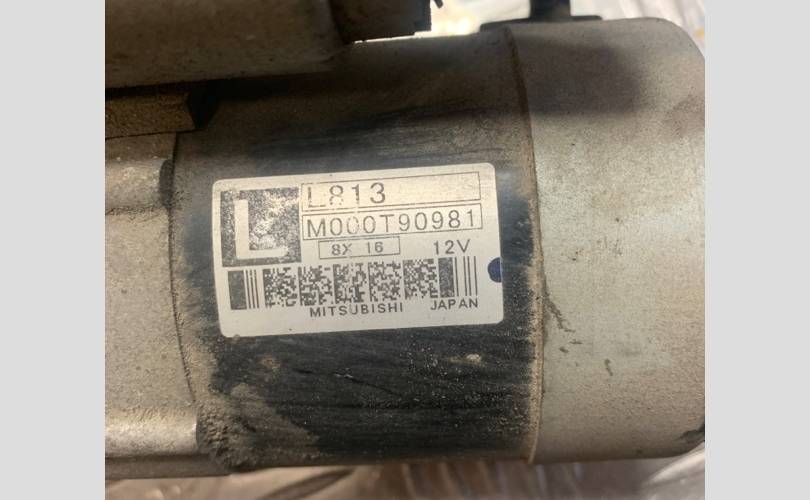 L
L813
M000T90981
8X 16 12V
MITSUBISHI JAPAN